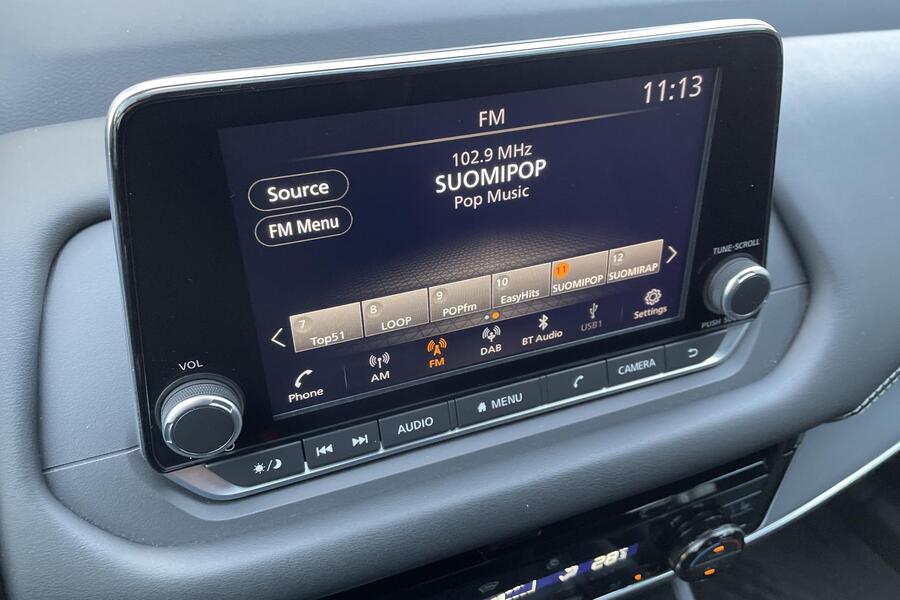 11:13
FM
102.9 MHz
SUOMIPOP
Pop Music
Source
FM Menu
7 Top51
8 LOOP
9 POPfm
10 EasyHits
11 SUOMIPOP
12 SUOMIRAP
Phone
AM
FM
DAB
BT Audio
USB1
Settings
VOL
TUNE·SCROLL
PUSH
AUDIO
MENU
CAMERA
28